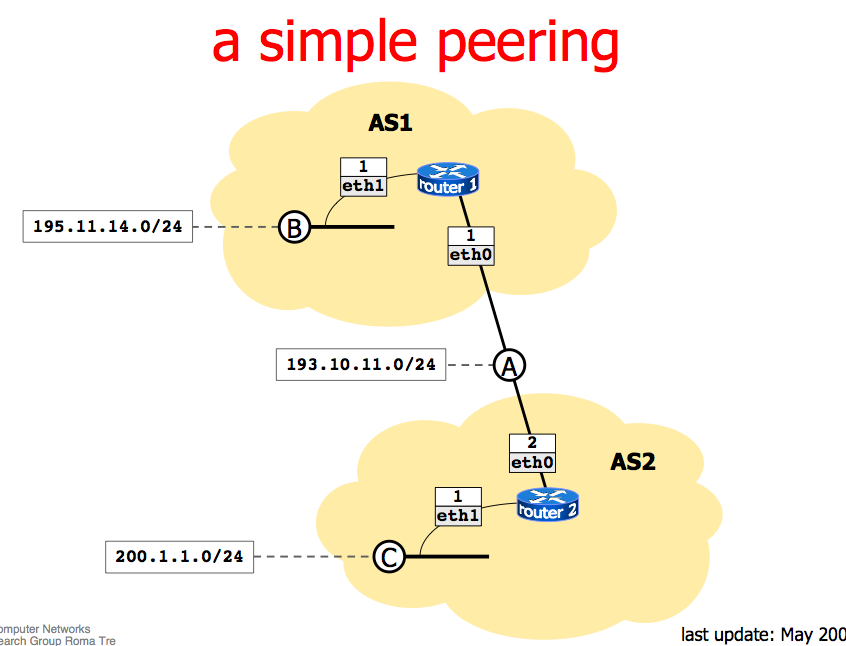 a simple peering
AS1
1
eth1
router 1
195.11.14.0/24
B
1
eth0
193.10.11.0/24
A
2
eth0
AS2
1
eth1
router 2
200.1.1.0/24
C
omputer Networks
earch Group Roma Tre
last update: May 200